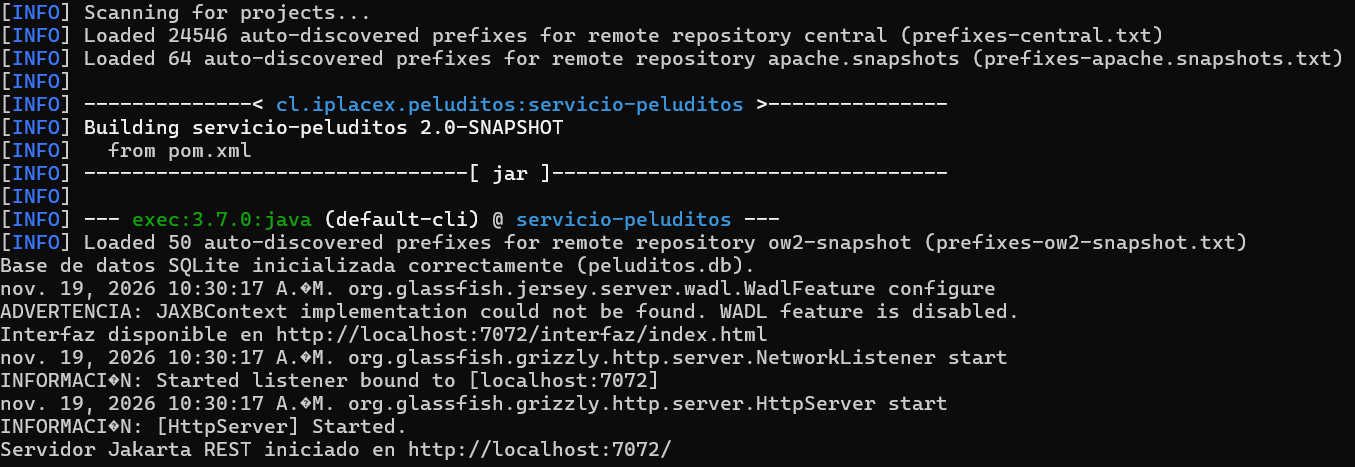 [INFO] Scanning for projects...
[INFO] Loaded 24546 auto-discovered prefixes for remote repository central (prefixes-central.txt)
[INFO] Loaded 64 auto-discovered prefixes for remote repository apache.snapshots (prefixes-apache.snapshots.txt)
[INFO]
[INFO] --------------< cl.iplacex.peluditos:servicio-peluditos >---------------
[INFO] Building servicio-peluditos 2.0-SNAPSHOT
[INFO]   from pom.xml
[INFO] --------------------------------[ jar ]---------------------------------
[INFO]
[INFO] --- exec:3.7.0:java (default-cli) @ servicio-peluditos ---
[INFO] Loaded 50 auto-discovered prefixes for remote repository ow2-snapshot (prefixes-ow2-snapshot.txt)
Base de datos SQLite inicializada correctamente (peluditos.db).
nov. 19, 2026 10:30:17 A.�M. org.glassfish.jersey.server.wadl.WadlFeature configure
ADVERTENCIA: JAXBContext implementation could not be found. WADL feature is disabled.
Interfaz disponible en http://localhost:7072/interfaz/index.html
nov. 19, 2026 10:30:17 A.�M. org.glassfish.grizzly.http.server.NetworkListener start
INFORMACI�N: Started listener bound to [localhost:7072]
nov. 19, 2026 10:30:17 A.�M. org.glassfish.grizzly.http.server.HttpServer start
INFORMACI�N: [HttpServer] Started.
Servidor Jakarta REST iniciado en http://localhost:7072/